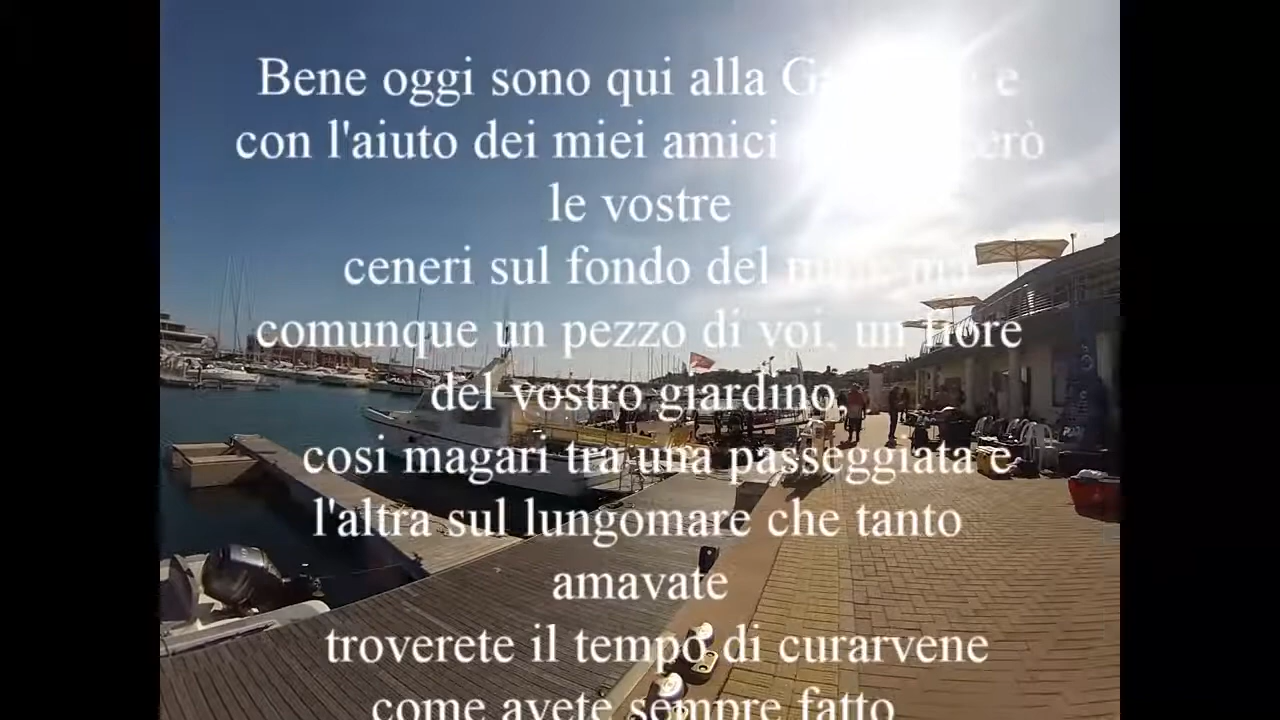 Bene oggi sono qui alla e
con l'aiuto dei miei amici
le vostre
ceneri sul fondo del
comunque un pezzo di voi, un fiore
del vostro giardino,
cosi magari tra una passeggiata e
l'altra sul lungomare che tanto
amavate
troverete il tempo di curarvene
come avete sempre fatto